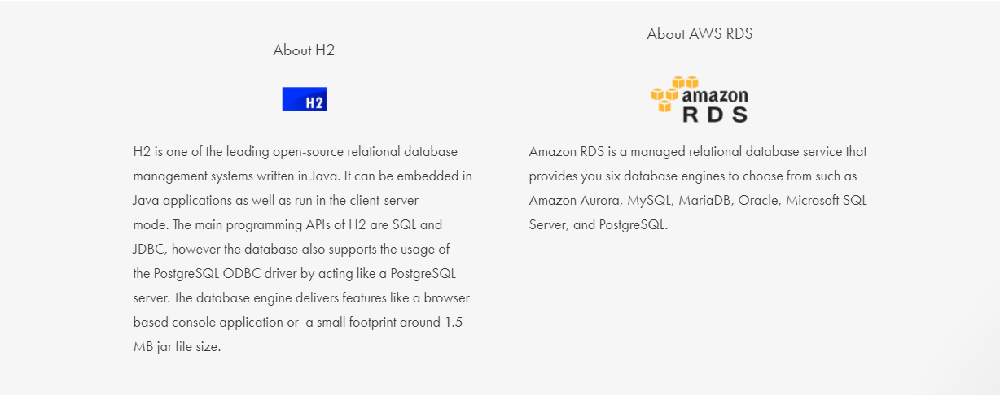 About H2
H2
H2 is one of the leading open-source relational database
management systems written in Java. It can be embedded in
Java applications as well as run in the client-server
mode. The main programming APIs of H2 are SQL and
JDBC, however the database also supports the usage of
the PostgreSQL ODBC driver by acting like a PostgreSQL
server. The database engine delivers features like a browser
based console application or  a small footprint around 1.5
MB jar file size.
About AWS RDS
amazon
RDS
Amazon RDS is a managed relational database service that
provides you six database engines to choose from such as
Amazon Aurora, MySQL, MariaDB, Oracle, Microsoft SQL
Server, and PostgreSQL.